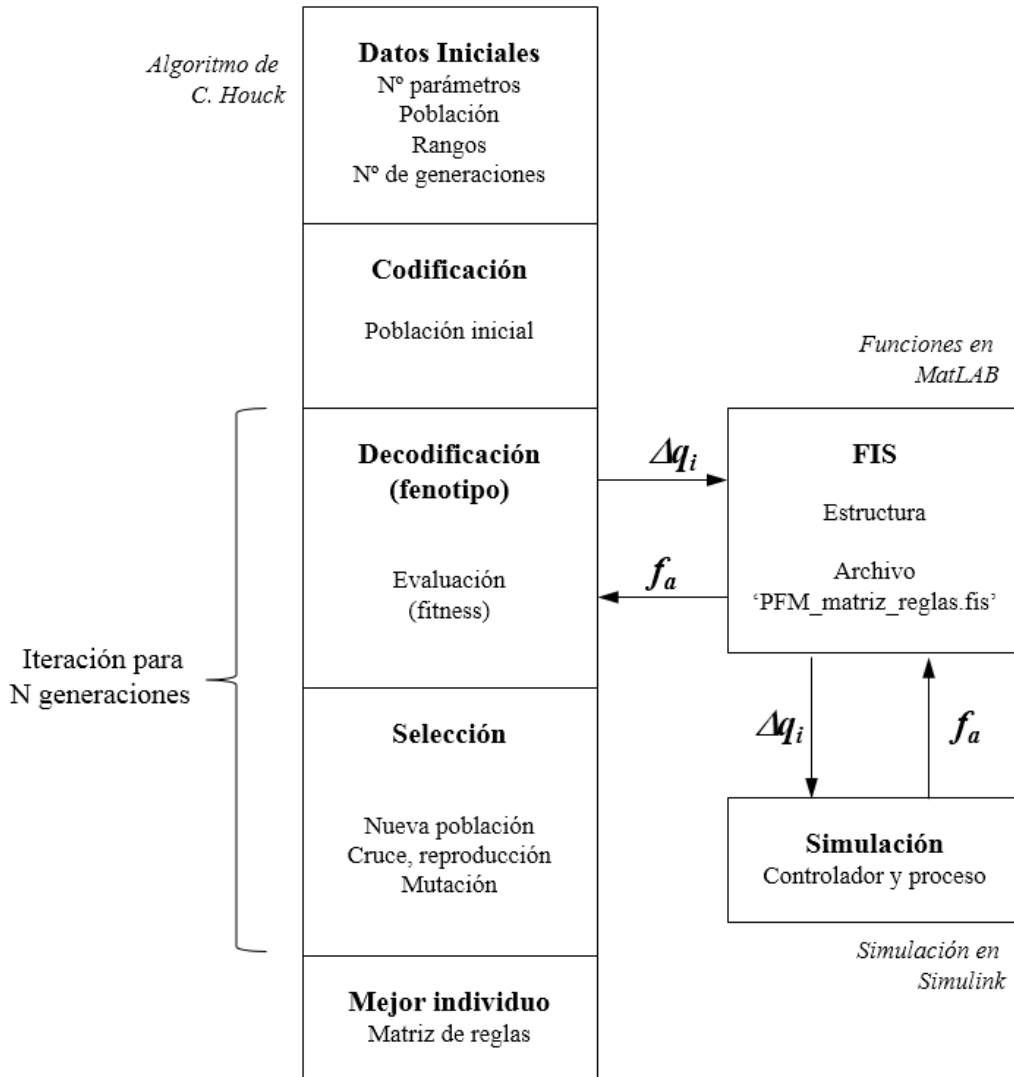 Algoritmo de
C. Houck
Datos Iniciales
Nº parámetros
Población
Rangos
Nº de generaciones
Codificación
Población inicial
Funciones en
MatLAB
Decodificación
(fenotipo)
Evaluación
(fitness)
Δqi
fa
FIS
Estructura
Archivo
‘PFM_matriz_reglas.fis’
Iteración para
N generaciones
Selección
Nueva población
Cruce, reproducción
Mutación
Δqi
fa
Simulación
Controlador y proceso
Simulación en
Simulink
Mejor individuo
Matriz de reglas